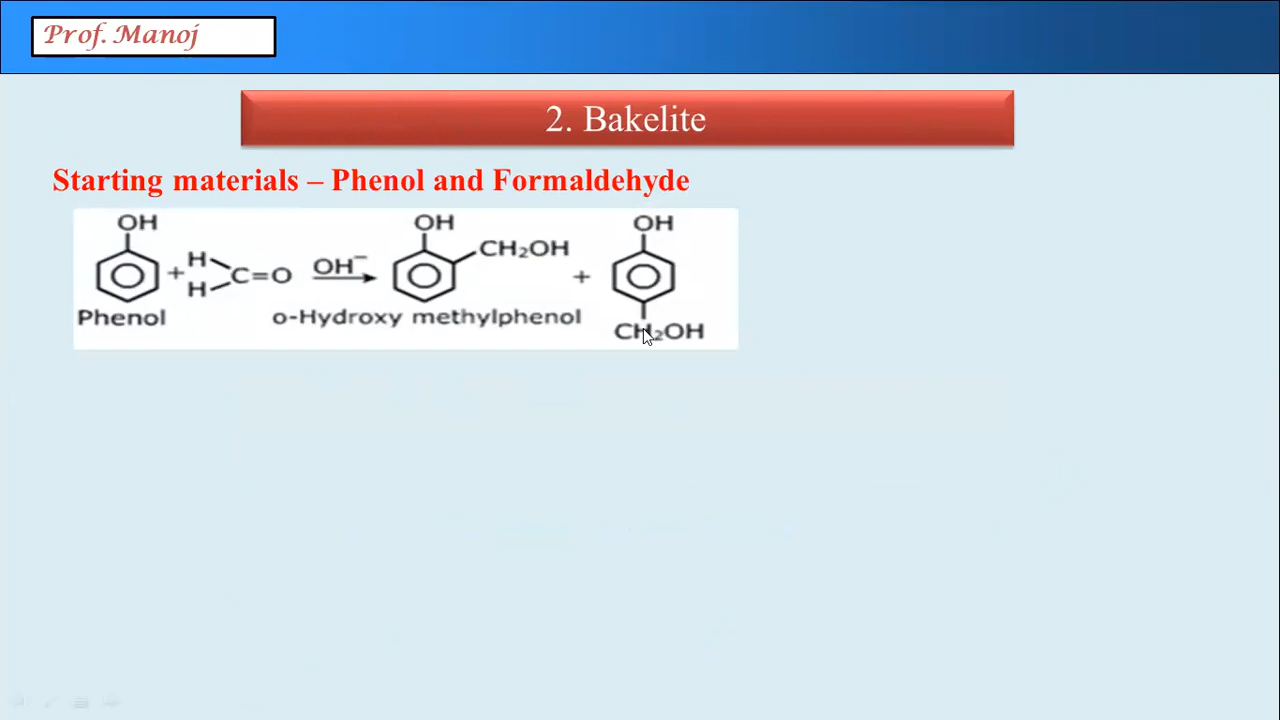 Prof. Manoj
2. Bakelite
Starting materials – Phenol and Formaldehyde
OH OH OH
H CH₂OH
+ C=O OH⁻ +
H
Phenol o-Hydroxy methylphenol
CH₂OH